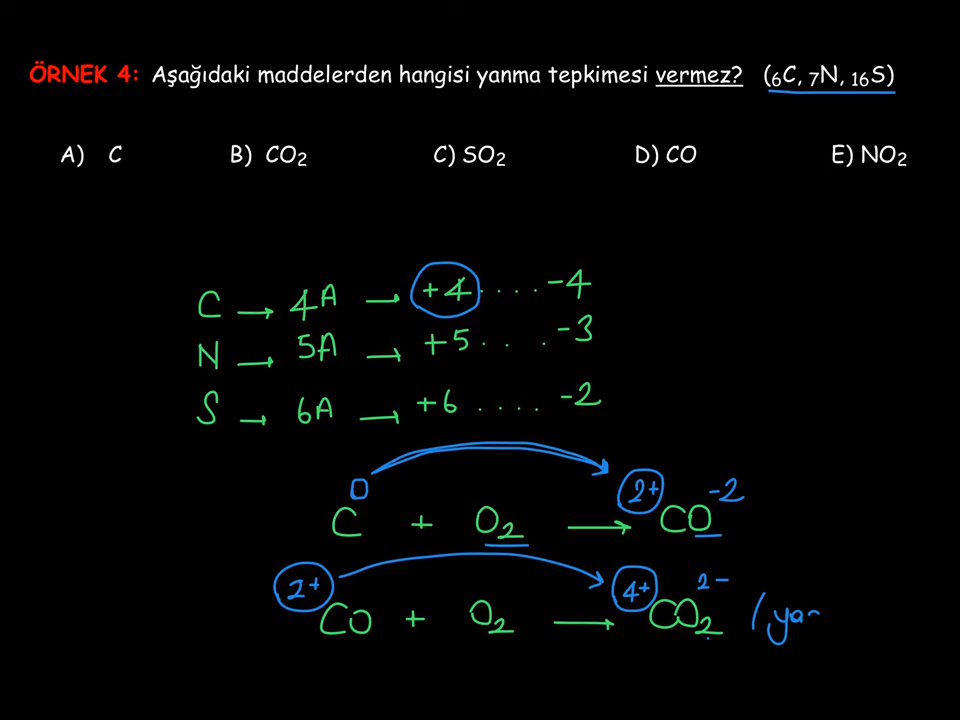 ÖRNEK 4: Aşağıdaki maddelerden hangisi yanma tepkimesi vermez? (₆C, ₇N, ₁₆S)
A) C B) CO₂ C) SO₂ D) CO E) NO₂
C → 4A → +4 .... -4
N → 5A → +5 . . . -3
S → 6A → +6 .... -2
0 2+ -2
C + O₂ → CO
2+ 4+ 2-
CO + O₂ → CO₂ (yan